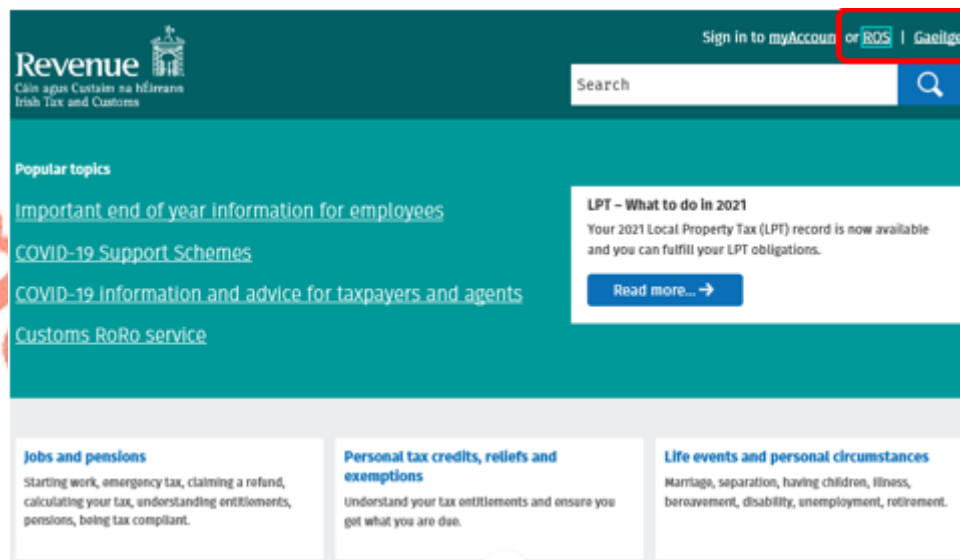 Sign in to myAccoun or ROS | Gaeilge
Revenue
Cáin agus Custaim na hÉireann
Irish Tax and Customs
Search
Popular topics
Important end of year information for employees
COVID-19 Support Schemes
COVID-19 information and advice for taxpayers and agents
Customs RoRo service
LPT – What to do in 2021
Your 2021 Local Property Tax (LPT) record is now available
and you can fulfill your LPT obligations.
Read more... →
Jobs and pensions
Starting work, emergency tax, claiming a refund,
calculating your tax, understanding entitlements,
pensions, being tax compliant.
Personal tax credits, reliefs and
exemptions
Understand your tax entitlements and ensure you
get what you are due.
Life events and personal circumstances
Marriage, separation, having children, illness,
bereavement, disability, unemployment, retirement.